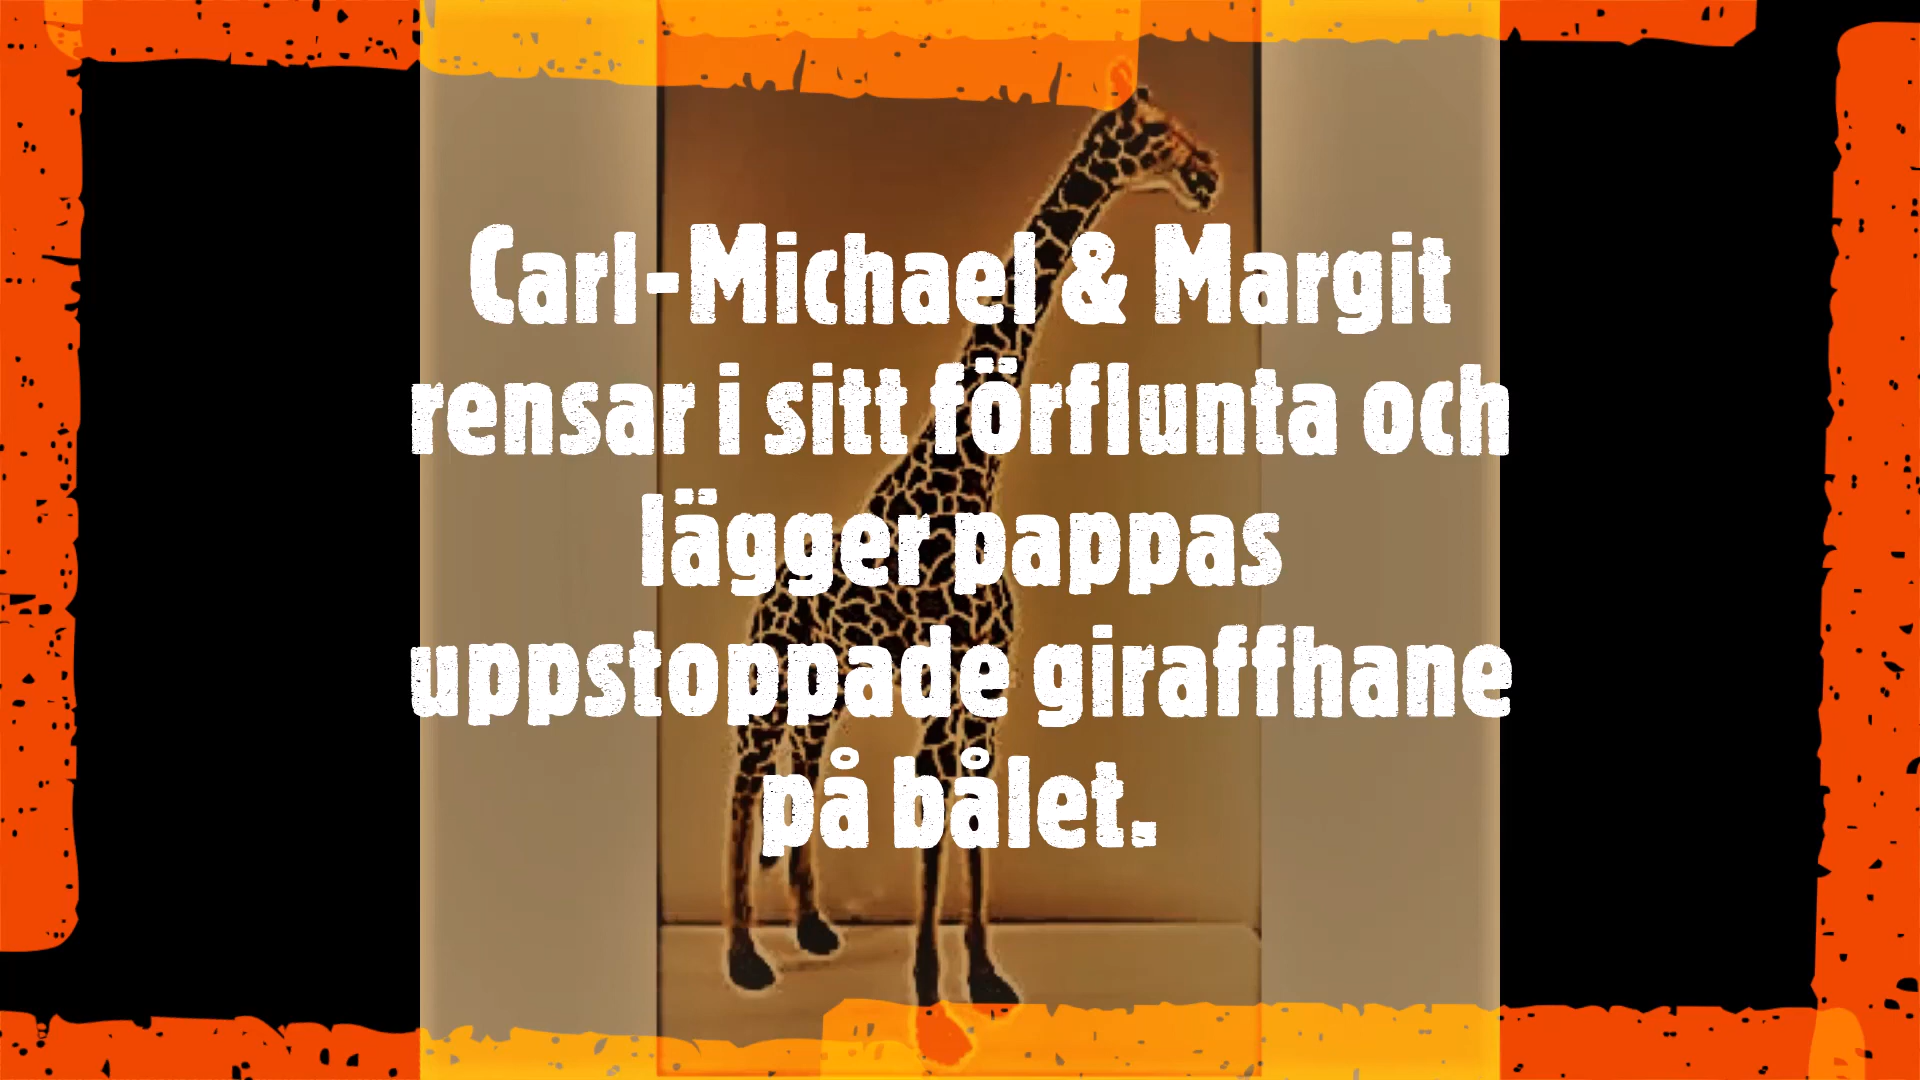 Carl-Michael & Margit
rensar i sitt förflunta och
lägger pappas
uppstoppade giraffhane
på bålet.